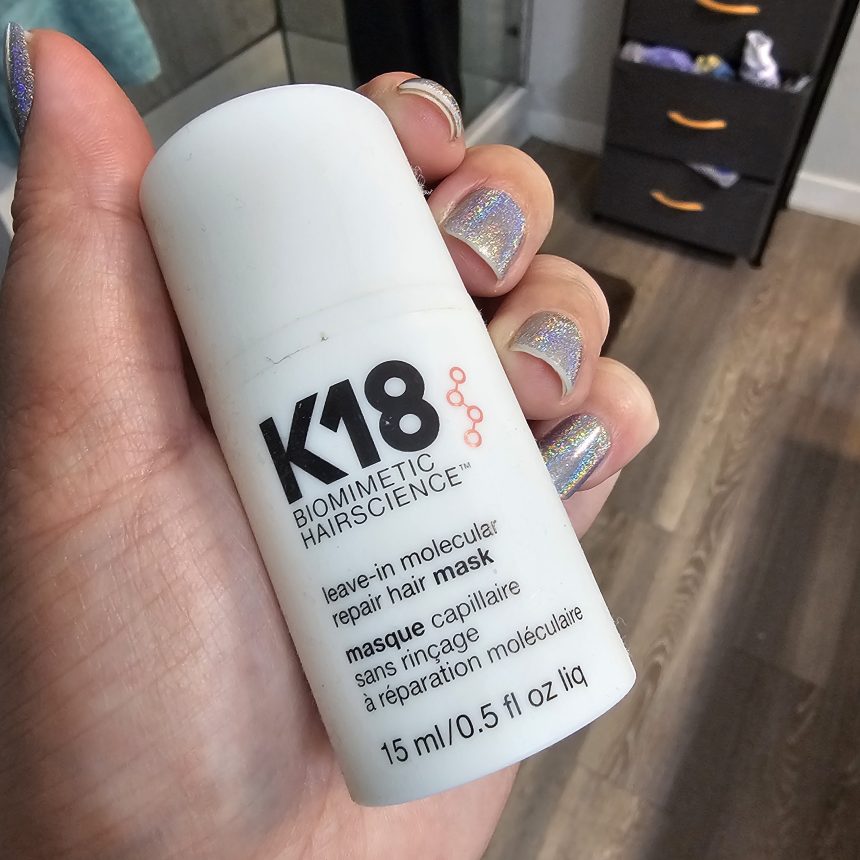 K18
BIOMIMETIC
HAIRSCIENCE™
leave-in molecular
repair hair mask
masque capillaire
sans rinçage
à réparation moléculaire
15 ml/0.5 fl oz liq